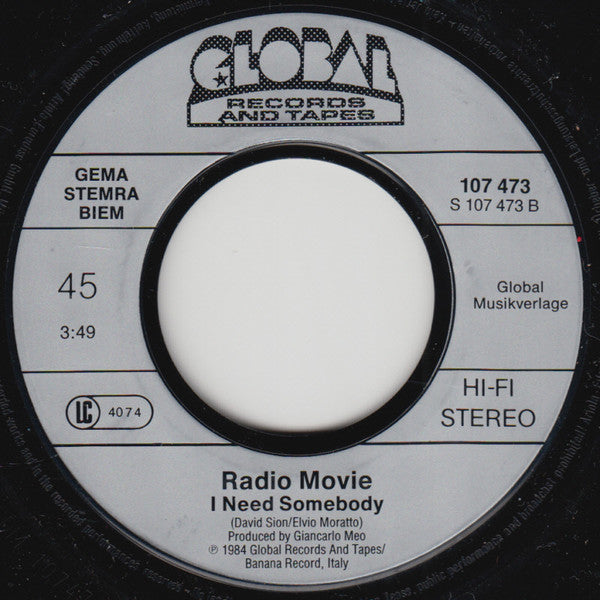 GLOBAL
RECORDS
AND TAPES
GEMA
STEMRA
BIEM
107 473
S 107 473 B
45
3:49
Global
Musikverlage
LC 4074
HI-FI
STEREO
Radio Movie
I Need Somebody
(David Sion/Elvio Moratto)
Produced by Giancarlo Meo
℗ 1984 Global Records And Tapes/
Banana Record, Italy